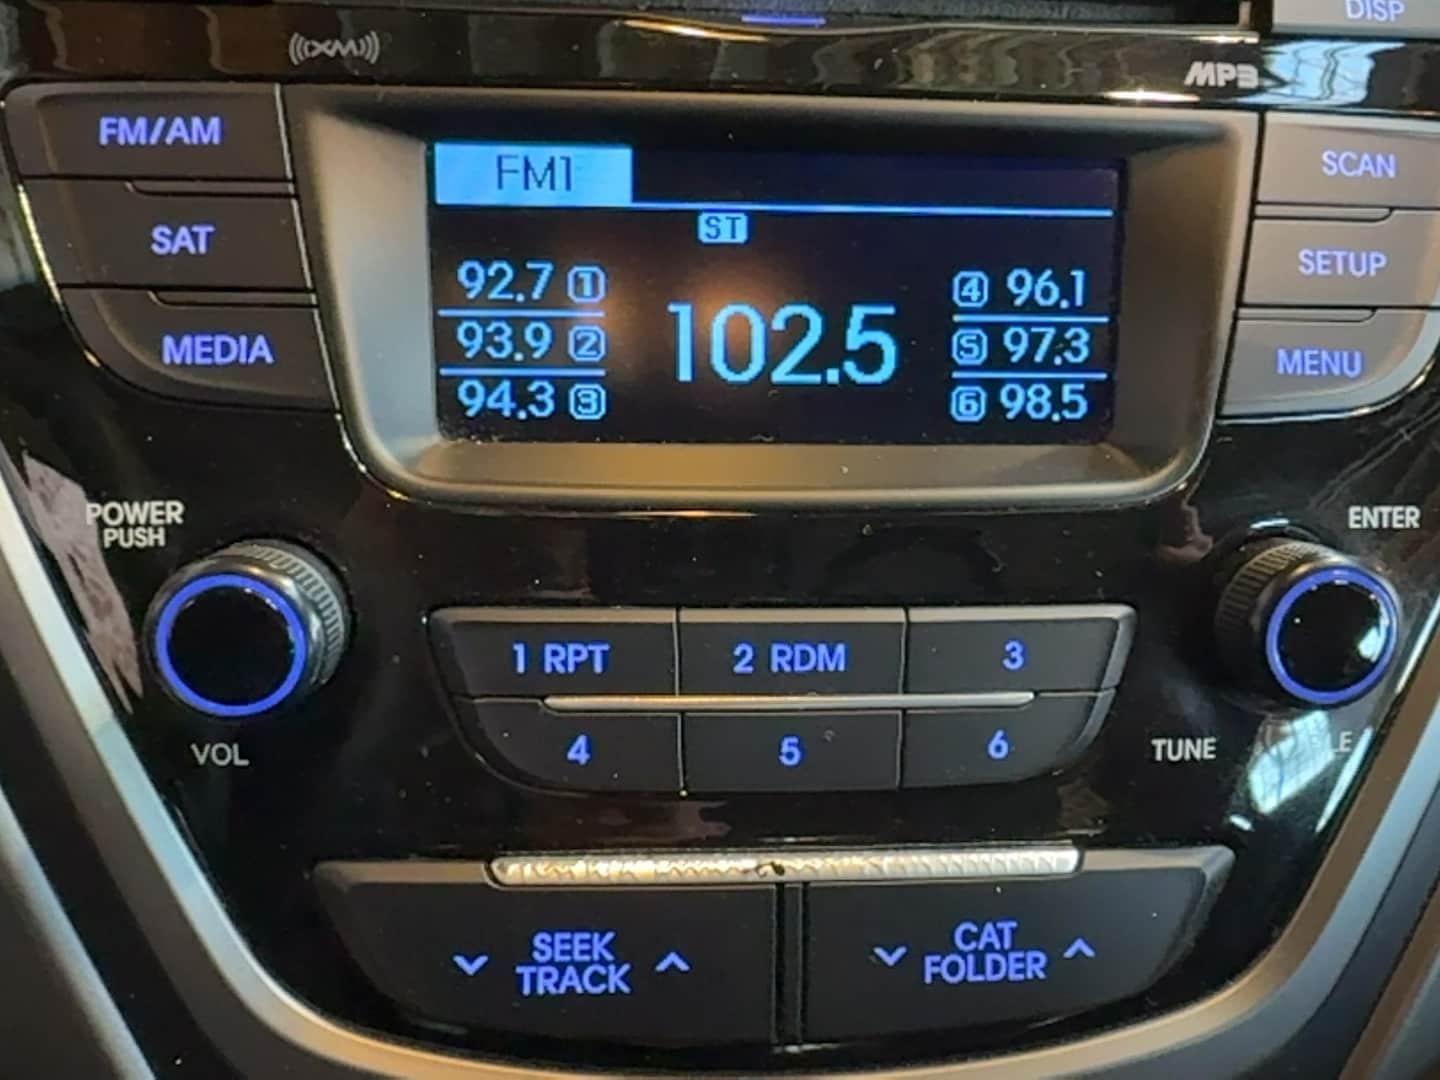 DISP
((XM))
MP3
FM/AM
SAT
MEDIA
FM1
ST
92.7 1
93.9 2
94.3 3
102.5
4 96.1
5 97.3
6 98.5
SCAN
SETUP
MENU
POWER
PUSH
VOL
ENTER
TUNE
1 RPT
2 RDM
3
4
5
6
SEEK
TRACK
CAT
FOLDER